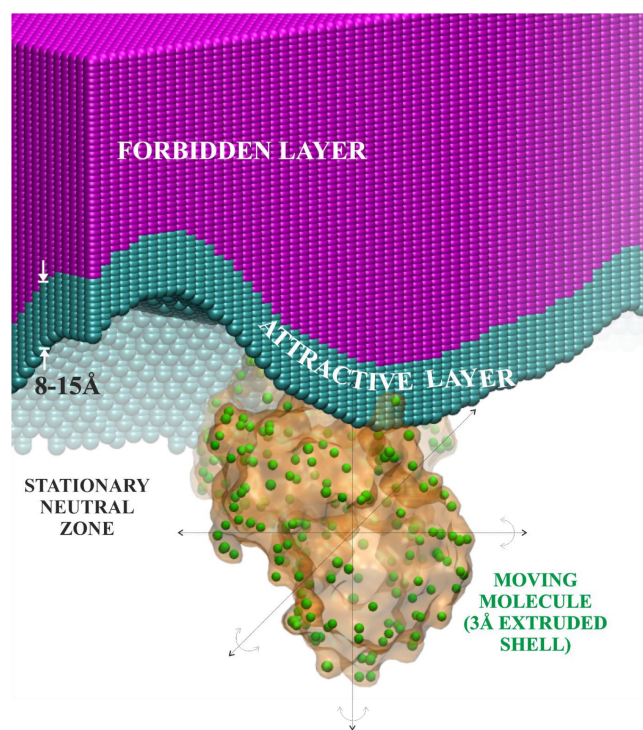 FORBIDDEN LAYER
ATTRACTIVE LAYER
8-15Å
STATIONARY
NEUTRAL
ZONE
MOVING
MOLECULE
(3Å EXTRUDED
SHELL)